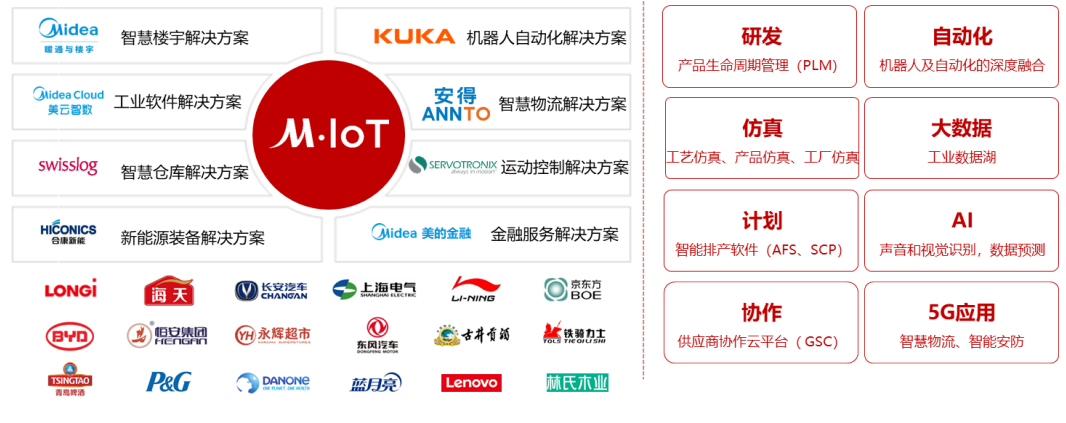 Midea
暖通与楼宇
智慧楼宇解决方案
KUKA
机器人自动化解决方案
Midea Cloud
美云智数
工业软件解决方案
安得
ANNTO
智慧物流解决方案
M·IoT
swisslog
智慧仓库解决方案
SERVOTRONIX
always in motion
运动控制解决方案
HICONICS
合康新能
新能源装备解决方案
Midea 美的金融
金融服务解决方案
LONGi
海天
长安汽车
CHANGAN
上海电气
SHANGHAI ELECTRIC
LI-NING
京东方
BOE
BYD
恒安集团
HENGAN
YH 永辉超市
东风汽车
DONGFENG MOTOR
古井贡酒
铁骑力士
TQLS TIEQILISHI
TSINGTAO
青岛啤酒
P&G
DANONE
ONE PLANET. ONE HEALTH
蓝月亮
Lenovo
林氏木业
研发
产品生命周期管理（PLM）
自动化
机器人及自动化的深度融合
仿真
工艺仿真、产品仿真、工厂仿真
大数据
工业数据湖
计划
智能排产软件（AFS、SCP）
AI
声音和视觉识别，数据预测
协作
供应商协作云平台（ GSC）
5G应用
智慧物流、智能安防